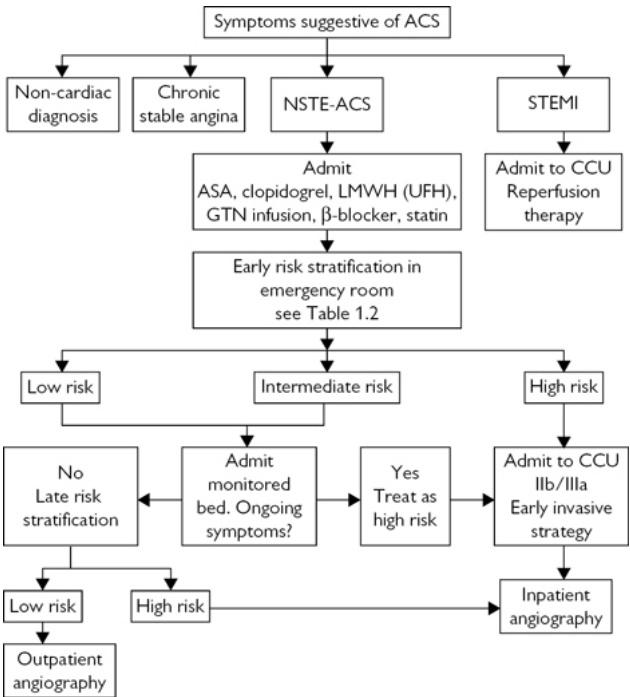 Symptoms suggestive of ACS
Non-cardiac
diagnosis
Chronic
stable angina
NSTE-ACS
STEMI
Admit
ASA, clopidogrel, LMWH (UFH),
GTN infusion, β-blocker, statin
Admit to CCU
Reperfusion
therapy
Early risk stratification in
emergency room
see Table 1.2
Low risk
Intermediate risk
High risk
No
Late risk
stratification
Admit
monitored
bed. Ongoing
symptoms?
Yes
Treat as
high risk
Admit to CCU
IIb/IIIa
Early invasive
strategy
Low risk
High risk
Inpatient
angiography
Outpatient
angiography